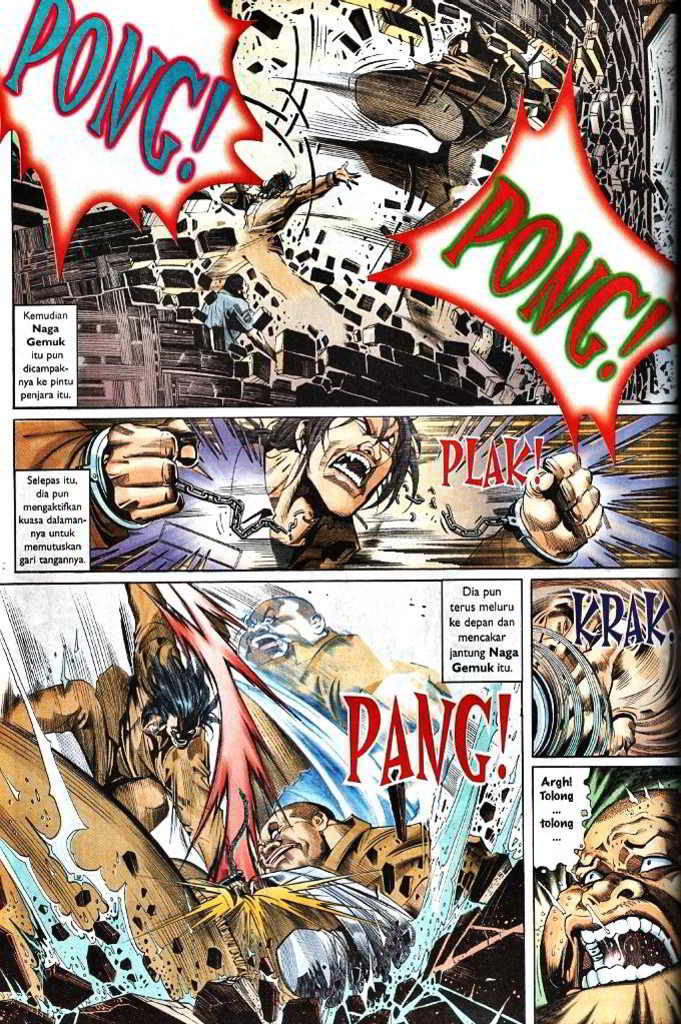 PONG!
PONG!
Kemudian
Naga
Gemuk
itu pun
dicampak-
nya ke pintu
penjara itu.
Selepas itu,
dia pun
mengaktifkan
kuasa dalaman-
nya untuk
memutuskan
gari tangannya.
PLAK!
Dia pun
terus meluru
ke depan dan
mencakar
jantung Naga
Gemuk itu.
PANG!
KRAK
Argh!
Tolong
...
tolong
...